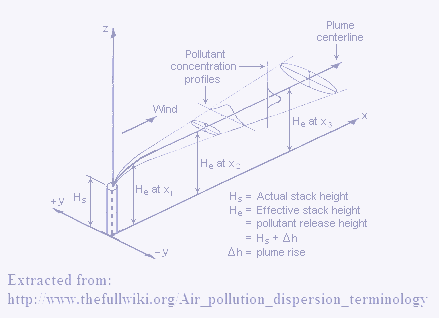 z
Plume
centerline
Pollutant
concentration
profiles
Wind
x
He at x3
He at x2
He at x1
Hs
+y
−y
Hs = Actual stack height
He = Effective stack height
= pollutant release height
= Hs + Δh
Δh = plume rise
Extracted from:
http://www.thefullwiki.org/Air_pollution_dispersion_terminology